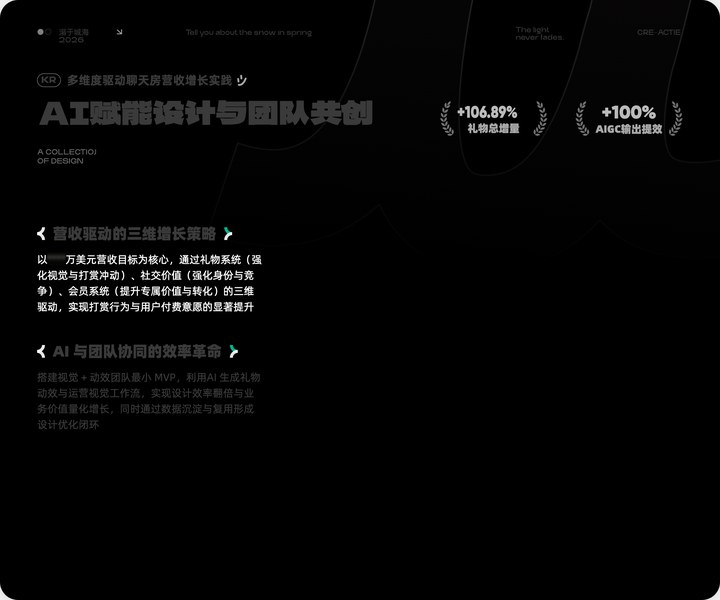 溺于城海
2026
Tell you about the snow in spring
The light
never fades.
CRE-ACTIE
KR 多维度驱动聊天房营收增长实践
AI赋能设计与团队共创
+106.89%
礼物总增量
+100%
AIGC输出提效
A COLLECTIO
OF DESIGN
营收驱动的三维增长策略
以 万美元营收目标为核心，通过礼物系统（强
化视觉与打赏冲动）、社交价值（强化身份与竞
争）、会员系统（提升专属价值与转化）的三维
驱动，实现打赏行为与用户付费意愿的显著提升
AI 与团队协同的效率革命
搭建视觉 + 动效团队最小 MVP，利用AI 生成礼物
动效与运营视觉工作流，实现设计效率翻倍与业
务价值量化增长，同时通过数据沉淀与复用形成
设计优化闭环